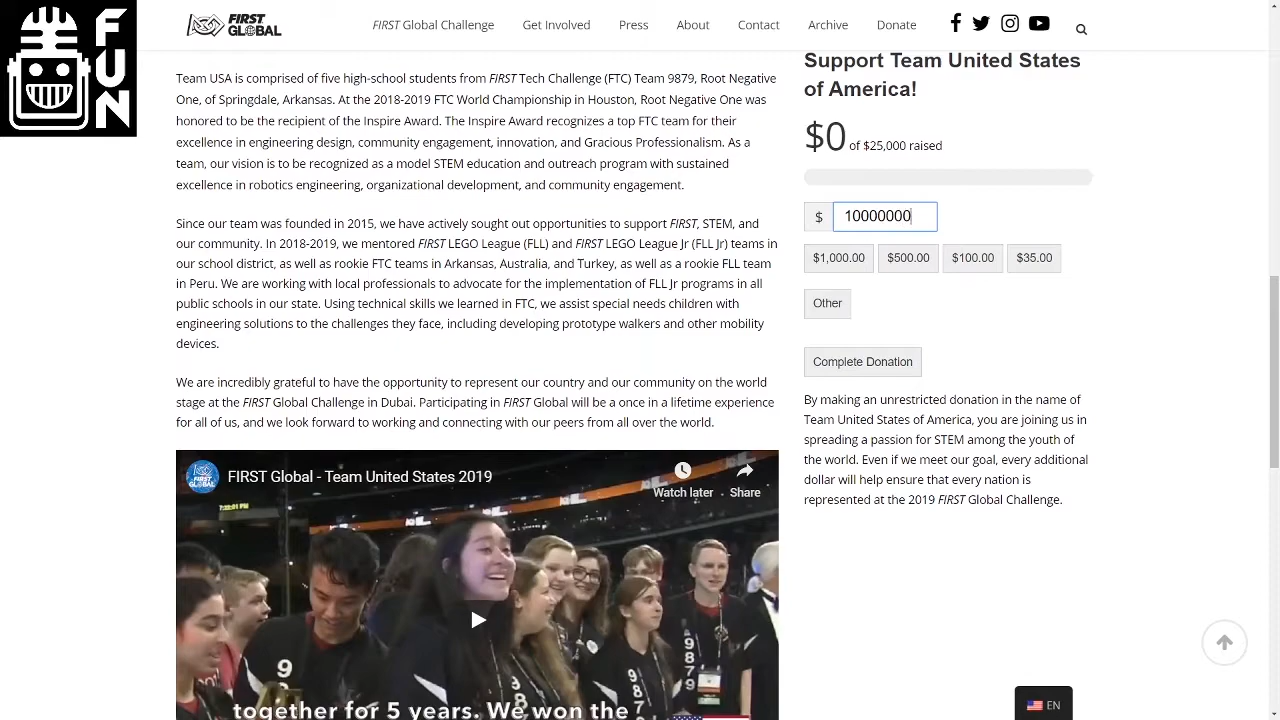 FUN
FIRST
GLOBAL
FIRST Global Challenge
Get Involved
Press
About
Contact
Archive
Donate
Team USA is comprised of five high-school students from FIRST Tech Challenge (FTC) Team 9879, Root Negative
One, of Springdale, Arkansas. At the 2018-2019 FTC World Championship in Houston, Root Negative One was
honored to be the recipient of the Inspire Award. The Inspire Award recognizes a top FTC team for their
excellence in engineering design, community engagement, innovation, and Gracious Professionalism. As a
team, our vision is to be recognized as a model STEM education and outreach program with sustained
excellence in robotics engineering, organizational development, and community engagement.
Since our team was founded in 2015, we have actively sought out opportunities to support FIRST, STEM, and
our community. In 2018-2019, we mentored FIRST LEGO League (FLL) and FIRST LEGO League Jr (FLL Jr) teams in
our school district, as well as rookie FTC teams in Arkansas, Australia, and Turkey, as well as a rookie FLL team
in Peru. We are working with local professionals to advocate for the implementation of FLL Jr programs in all
public schools in our state. Using technical skills we learned in FTC, we assist special needs children with
engineering solutions to the challenges they face, including developing prototype walkers and other mobility
devices.
We are incredibly grateful to have the opportunity to represent our country and our community on the world
stage at the FIRST Global Challenge in Dubai. Participating in FIRST Global will be a once in a lifetime experience
for all of us, and we look forward to working and connecting with our peers from all over the world.
FIRST Global - Team United States 2019
Watch later
Share
together for 5 years. We won the
Support Team United States
of America!
$0 of $25,000 raised
$ 10000000
$1,000.00
$500.00
$100.00
$35.00
Other
Complete Donation
By making an unrestricted donation in the name of
Team United States of America, you are joining us in
spreading a passion for STEM among the youth of
the world. Even if we meet our goal, every additional
dollar will help ensure that every nation is
represented at the 2019 FIRST Global Challenge.
EN